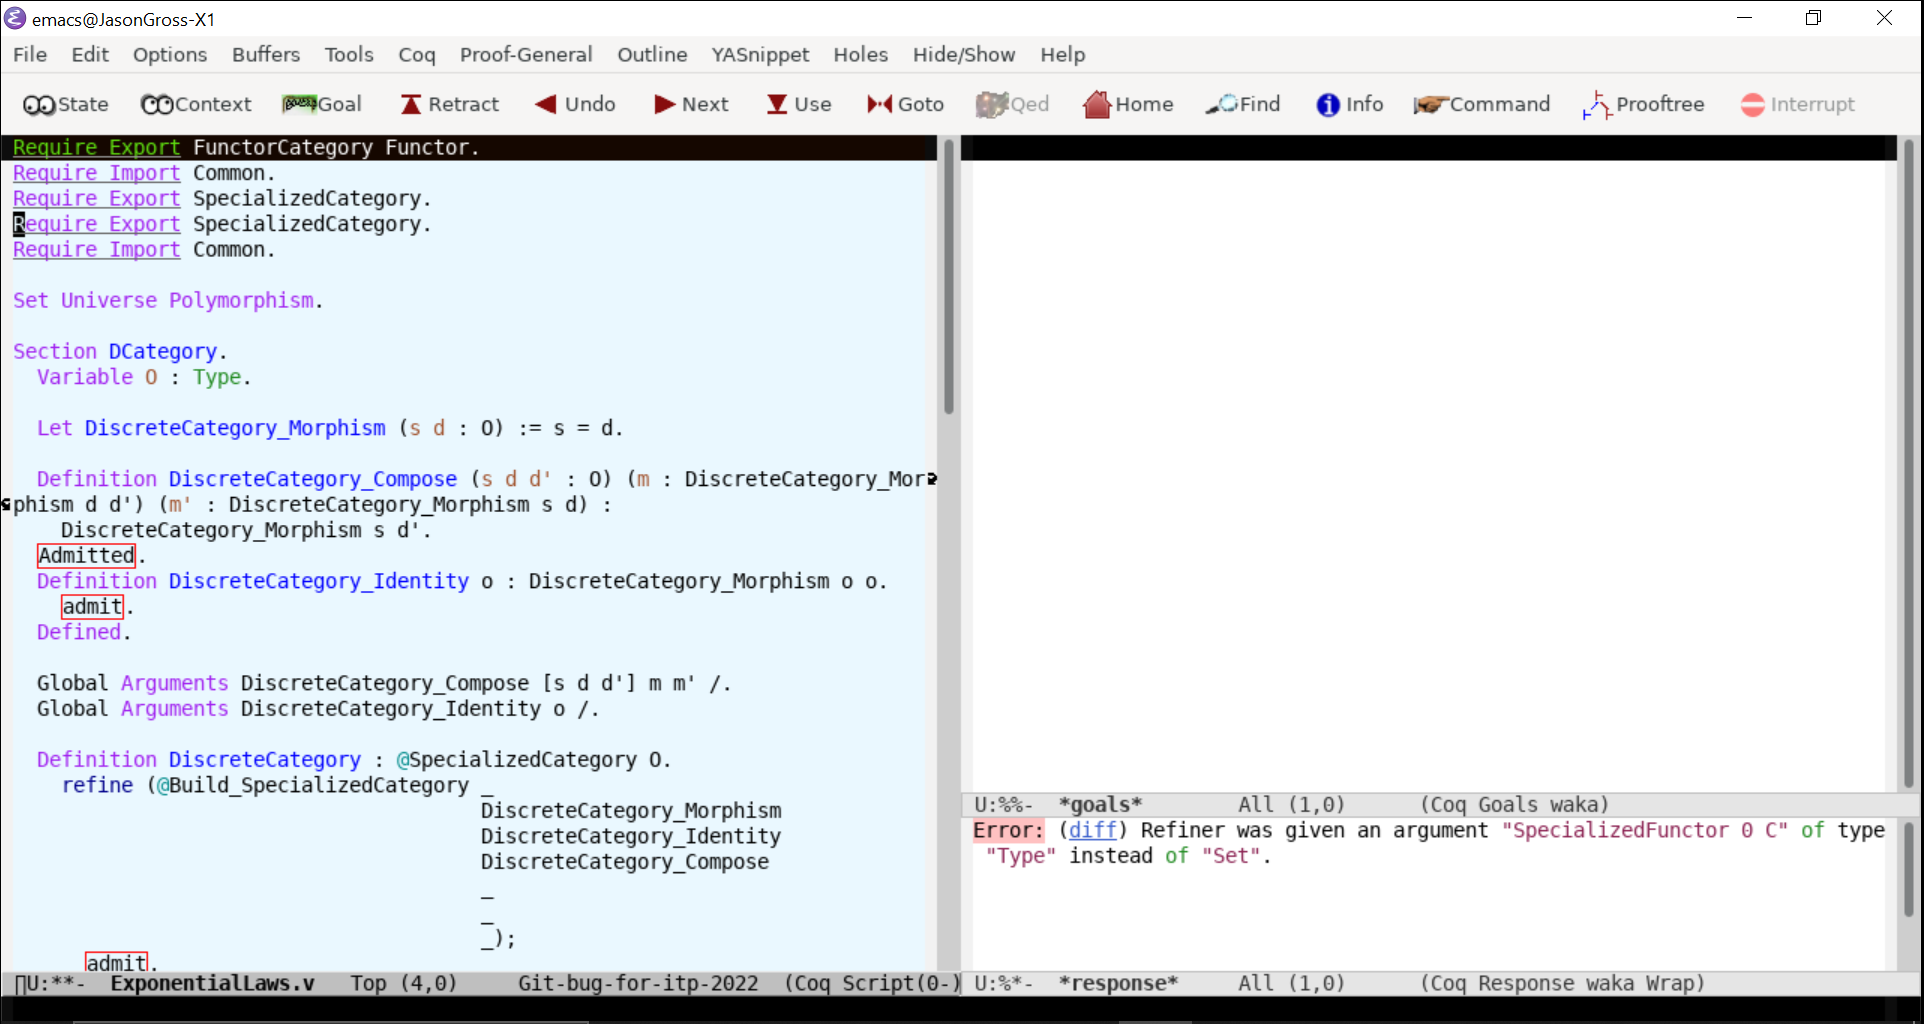 emacs@JasonGross-X1
File Edit Options Buffers Tools Coq Proof-General Outline YASnippet Holes Hide/Show Help
State Context Goal Retract Undo Next Use Goto Qed Home Find Info Command Prooftree Interrupt
Require Export FunctorCategory Functor.
Require Import Common.
Require Export SpecializedCategory.
Require Export SpecializedCategory.
Require Import Common.
Set Universe Polymorphism.
Section DCategory.
Variable O : Type.
Let DiscreteCategory_Morphism (s d : O) := s = d.
Definition DiscreteCategory_Compose (s d d' : O) (m : DiscreteCategory_Mor
phism d d') (m' : DiscreteCategory_Morphism s d) :
DiscreteCategory_Morphism s d'.
Admitted.
Definition DiscreteCategory_Identity o : DiscreteCategory_Morphism o o.
admit.
Defined.
Global Arguments DiscreteCategory_Compose [s d d'] m m' /.
Global Arguments DiscreteCategory_Identity o /.
Definition DiscreteCategory : @SpecializedCategory O.
refine (@Build_SpecializedCategory _
DiscreteCategory_Morphism
DiscreteCategory_Identity
DiscreteCategory_Compose
_
_
_);
admit.
U:**- ExponentialLaws.v Top (4,0) Git-bug-for-itp-2022 (Coq Script(0-)
U:%%- *goals* All (1,0) (Coq Goals waka)
Error: (diff) Refiner was given an argument "SpecializedFunctor 0 C" of type
"Type" instead of "Set".
U:%*- *response* All (1,0) (Coq Response waka Wrap)